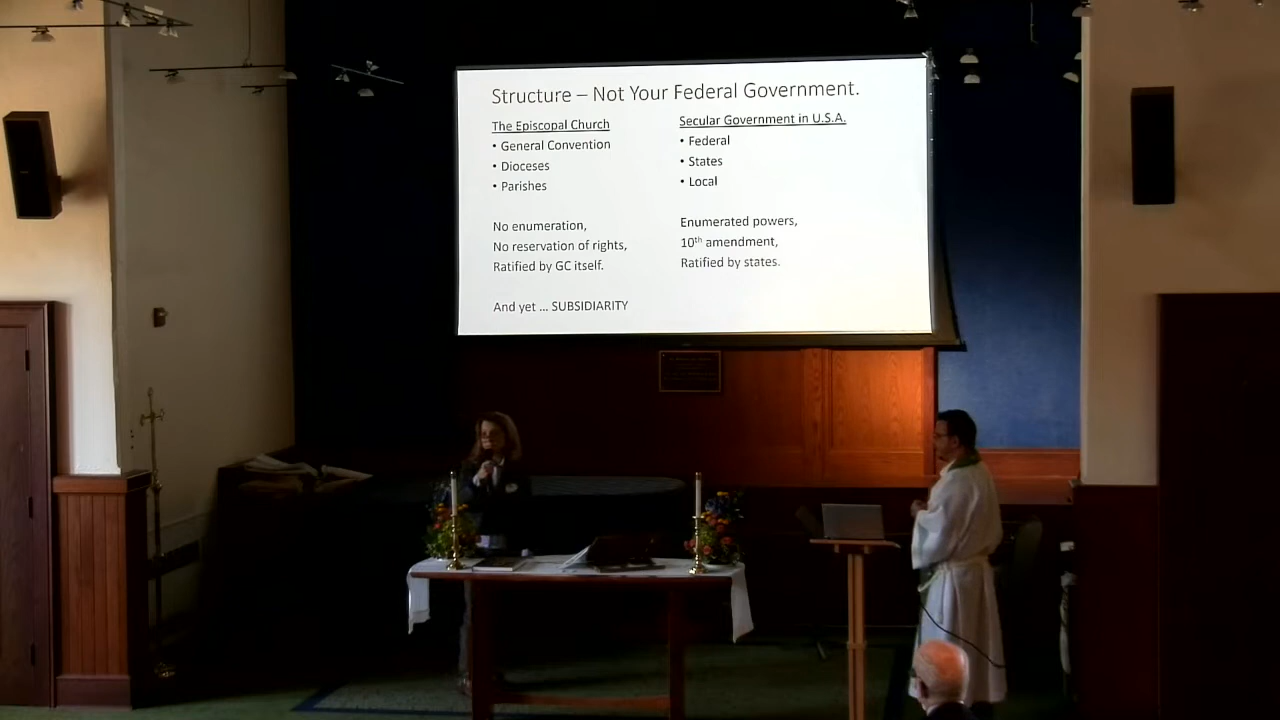 Structure – Not Your Federal Government.
The Episcopal Church
• General Convention
• Dioceses
• Parishes
No enumeration,
No reservation of rights,
Ratified by GC itself.
And yet ... SUBSIDIARITY
Secular Government in U.S.A.
• Federal
• States
• Local
Enumerated powers,
10th amendment,
Ratified by states.